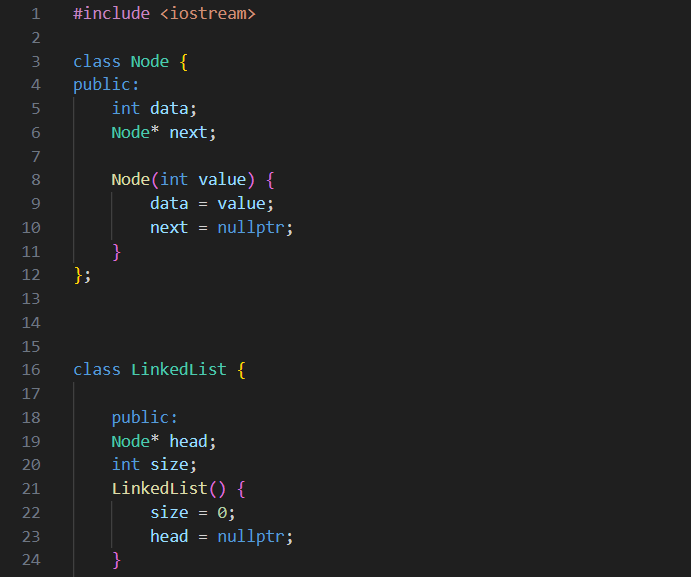 1 #include <iostream>
2
3 class Node {
4 public:
5     int data;
6     Node* next;
7
8     Node(int value) {
9         data = value;
10         next = nullptr;
11     }
12 };
13
14
15
16 class LinkedList {
17
18     public:
19     Node* head;
20     int size;
21     LinkedList() {
22         size = 0;
23         head = nullptr;
24     }